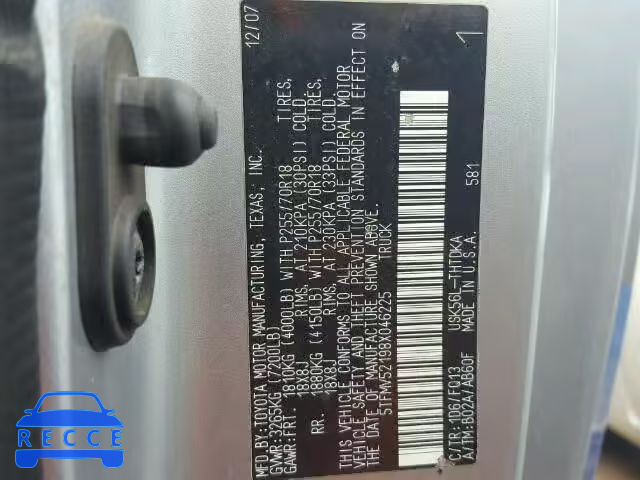 MFD.BY:TOYOTA MOTOR MANUFACTURING, TEXAS, INC. 12/07
GVWR:3265KG(7200LB)
GAWR:FRT. 1810KG (4000LB) WITH P255/70R18 TIRES,
18X8J RIMS, AT 210KPA (30PSI) COLD.
RR. 1880KG (4150LB) WITH P255/70R18 TIRES,
18X8J RIMS, AT 230KPA (33PSI) COLD.
THIS VEHICLE CONFORMS TO ALL APPLICABLE FEDERAL MOTOR
VEHICLE SAFETY AND THEFT PREVENTION STANDARDS IN EFFECT ON
THE DATE OF MANUFACTURE SHOWN ABOVE.
5TFMV52198X046225 TRUCK
C/TR:1D6/FQ13 USK56L-THTDKA 581
A/TM:B02A/AB60F MADE IN U.S.A.
1
RECCE